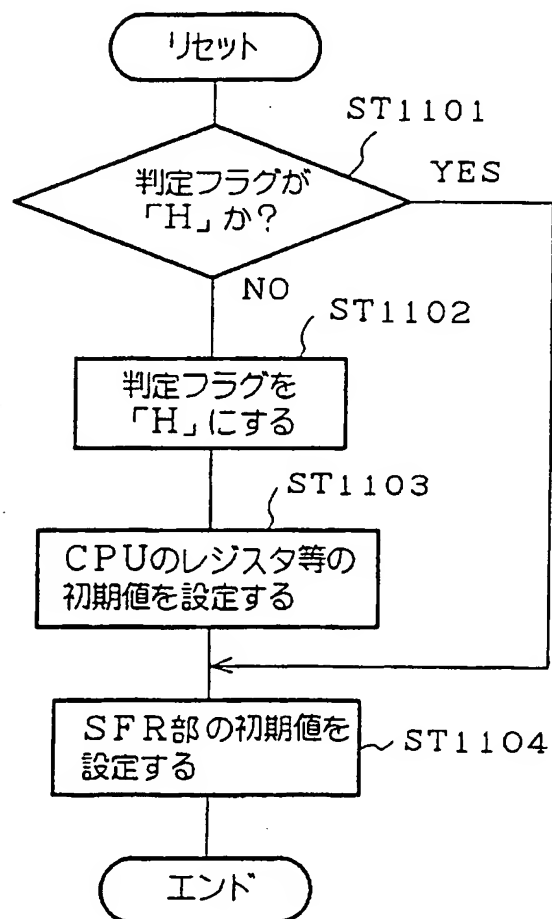 リセット
ST1101
判定フラグが
「H」か?
YES
NO
ST1102
判定フラグを
「H」にする
ST1103
CPUのレジスタ等の
初期値を設定する
SFR部の初期値を
設定する
ST1104
エンド